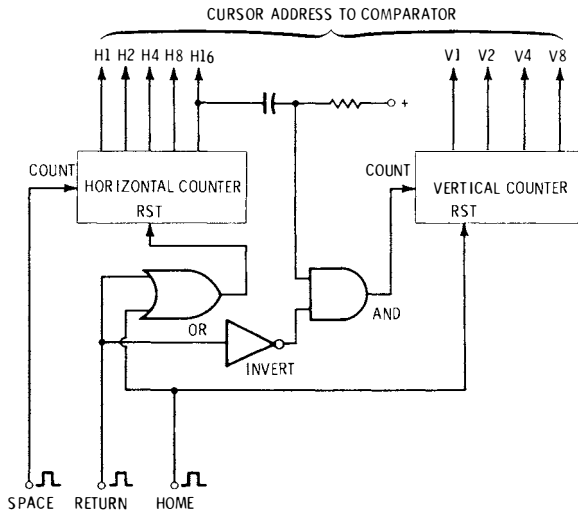 CURSOR ADDRESS TO COMPARATOR
H1 H2 H4 H8 H16 V1 V2 V4 V8
+
COUNT COUNT
HORIZONTAL COUNTER VERTICAL COUNTER
RST RST
AND
OR
INVERT
SPACE RETURN HOME